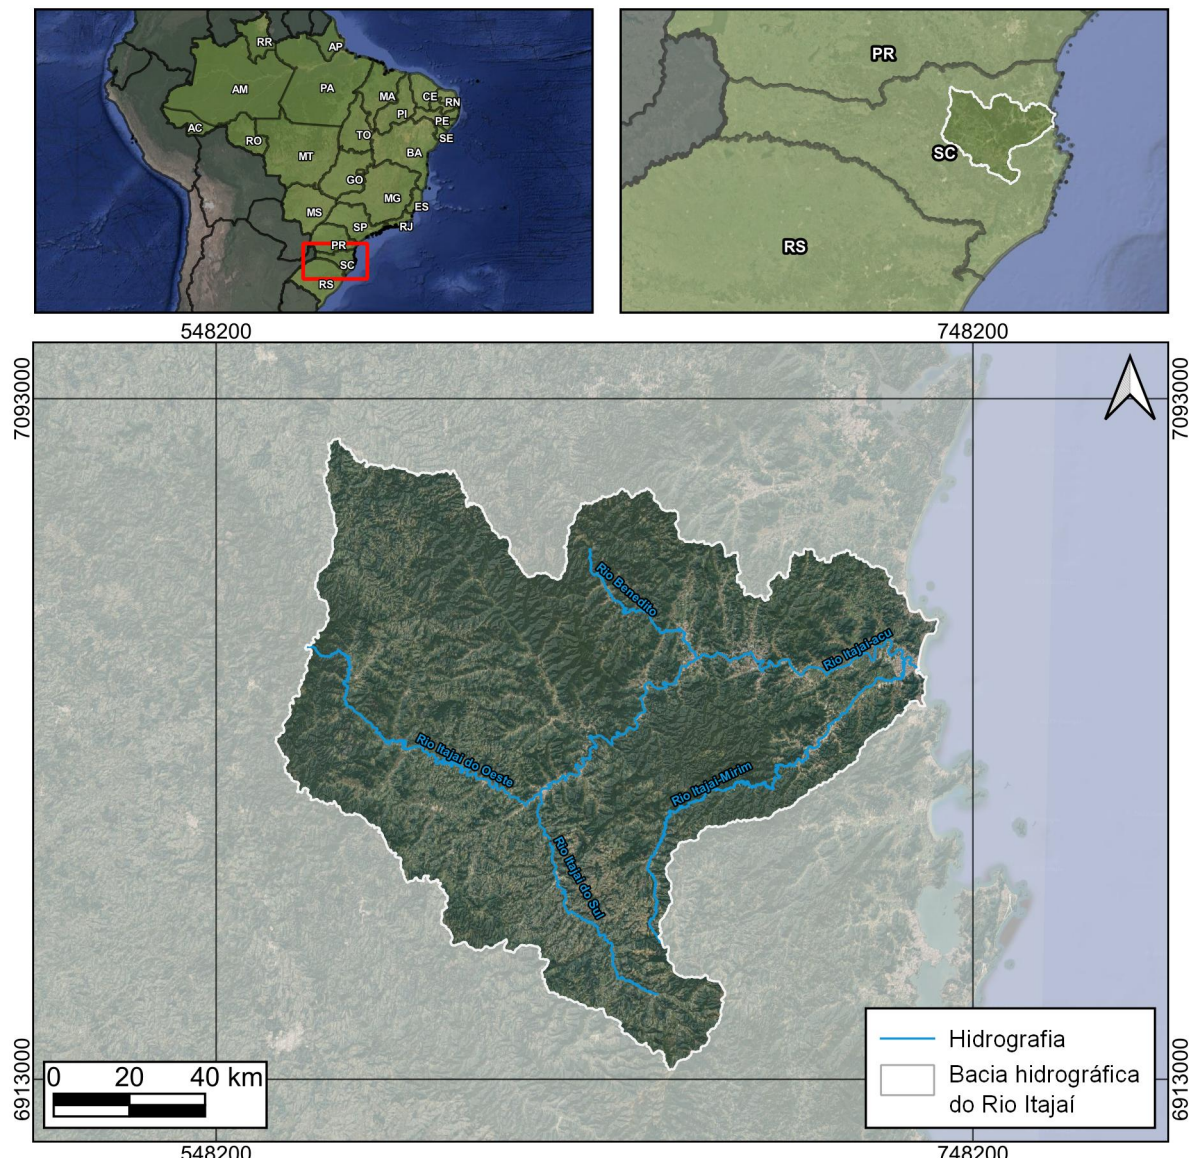 RR
AP
AM
PA
MA
CE
RN
PI
PE
AC
TO
SE
RO
BA
MT
GO
MG
MS
ES
SP
RJ
PR
SC
RS
PR
SC
RS
548200
748200
7093000
7093000
Rio Benedito
Rio Itajaí-acu
Rio Itajaí do Oeste
Rio Itajaí-Mirim
Rio Itajaí do Sul
Hidrografia
Bacia hidrográfica
do Rio Itajaí
0 20 40 km
6913000
6913000
548200
748200